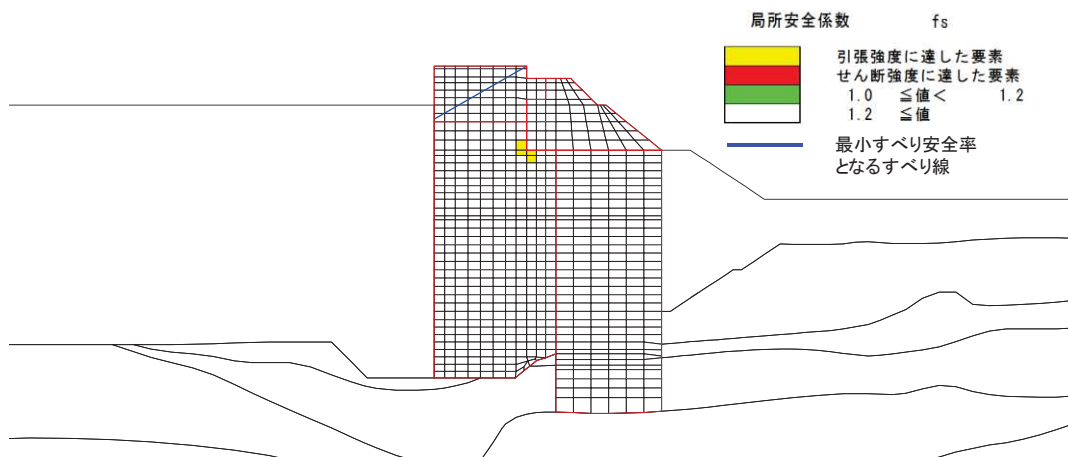 局所安全係数 fs
引張強度に達した要素
せん断強度に達した要素
1.0 ≦値< 1.2
1.2 ≦値
最小すべり安全率
となるすべり線